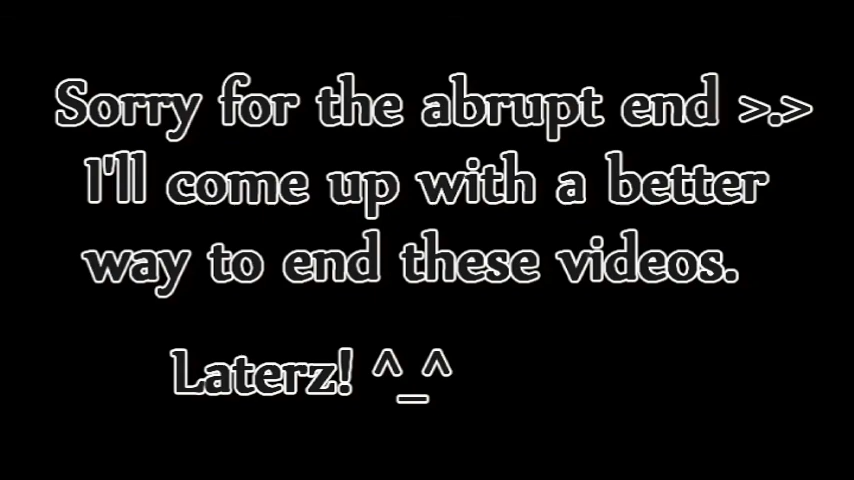 Sorry for the abrupt end >.>
I'll come up with a better
way to end these videos.
Laterz! ^_^